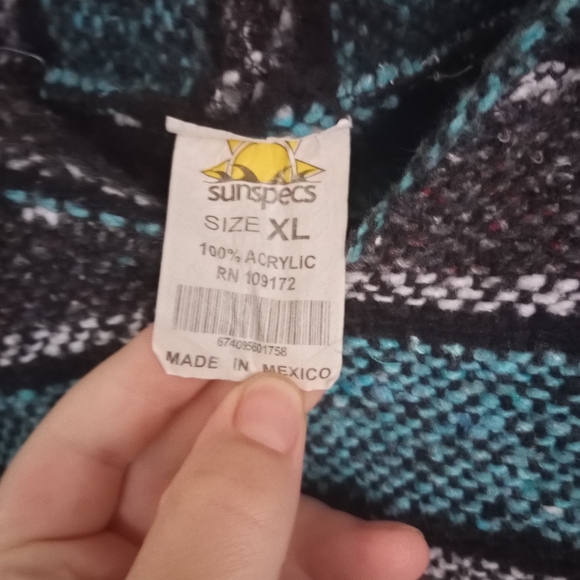 sunspecs
SIZE XL
100% ACRYLIC
RN 109172
674095601758
MADE IN MEXICO